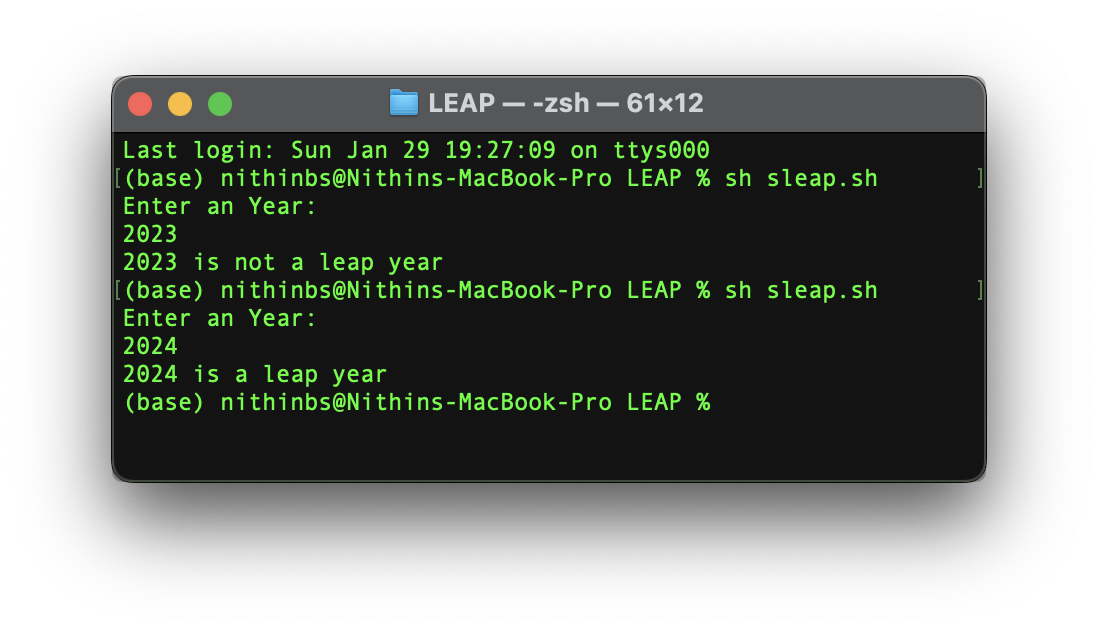 LEAP — -zsh — 61×12
Last login: Sun Jan 29 19:27:09 on ttys000
[(base) nithinbs@Nithins-MacBook-Pro LEAP % sh sleap.sh ]
Enter an Year:
2023
2023 is not a leap year
[(base) nithinbs@Nithins-MacBook-Pro LEAP % sh sleap.sh ]
Enter an Year:
2024
2024 is a leap year
(base) nithinbs@Nithins-MacBook-Pro LEAP %